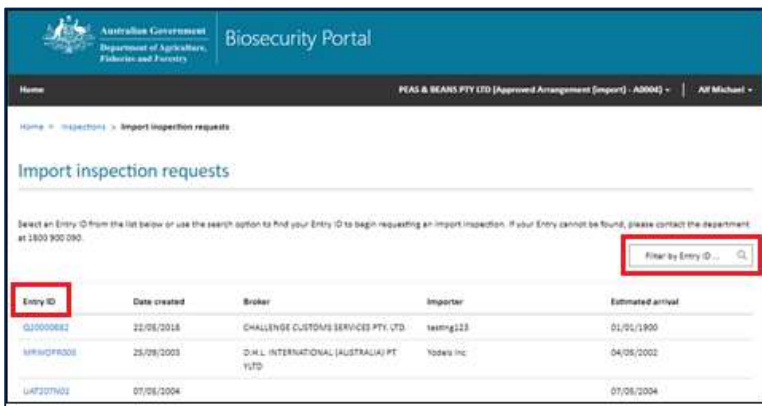 Australian Government
Department of Agriculture,
Fisheries and Forestry
Biosecurity Portal
Home
PEAS & BEANS PTY LTD (Approved Arrangement (import) - A0004)
Alf Michael
Home > Inspections > Import inspection requests
Import inspection requests
Select an Entry ID from the list below or use the search option to find your Entry ID to begin requesting an import inspection. If your Entry cannot be found, please contact the department
at 1800 900 090.
Filter by Entry ID ...
Entry ID Date created Broker Importer Estimated arrival
22/05/2018 CHALLENGE CUSTOMS SERVICES PTY. LTD. testing123 01/01/1900
25/09/2003 D.H.L. INTERNATIONAL (AUSTRALIA) PT Yodels Inc 04/05/2002
YLTD
UAT207N02 07/05/2004 07/05/2004